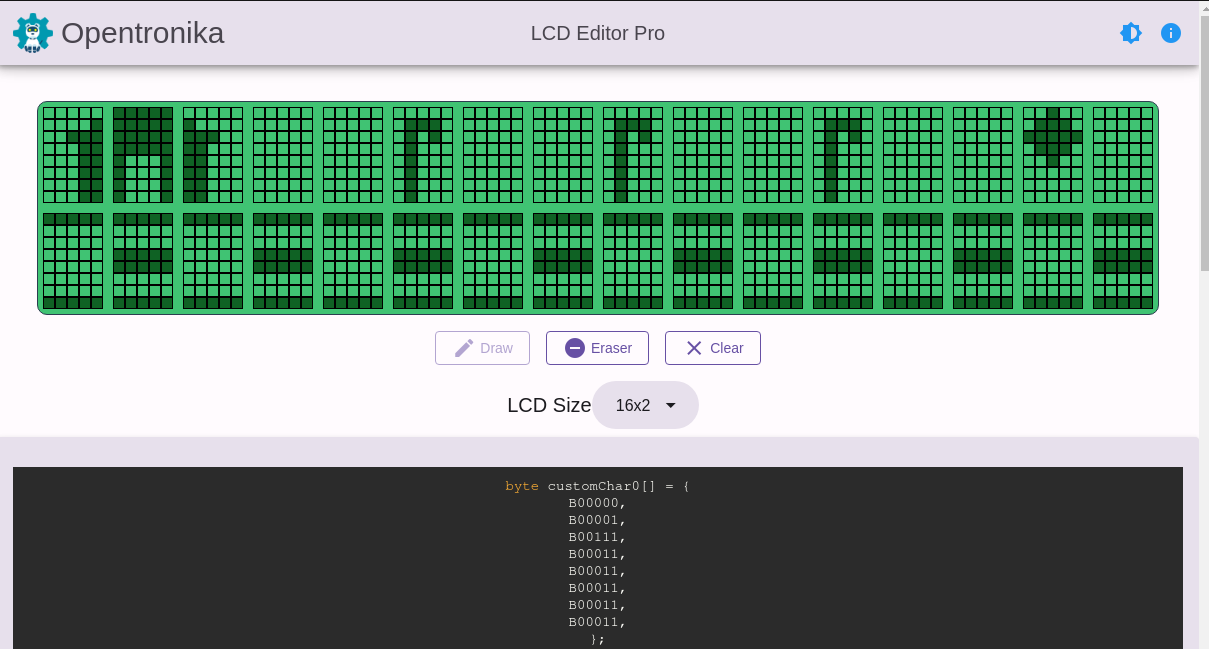 Opentronika
LCD Editor Pro
Draw
Eraser
Clear
LCD Size
16x2
byte customChar0[] = {
B00000,
B00001,
B00111,
B00011,
B00011,
B00011,
B00011,
B00011,
};